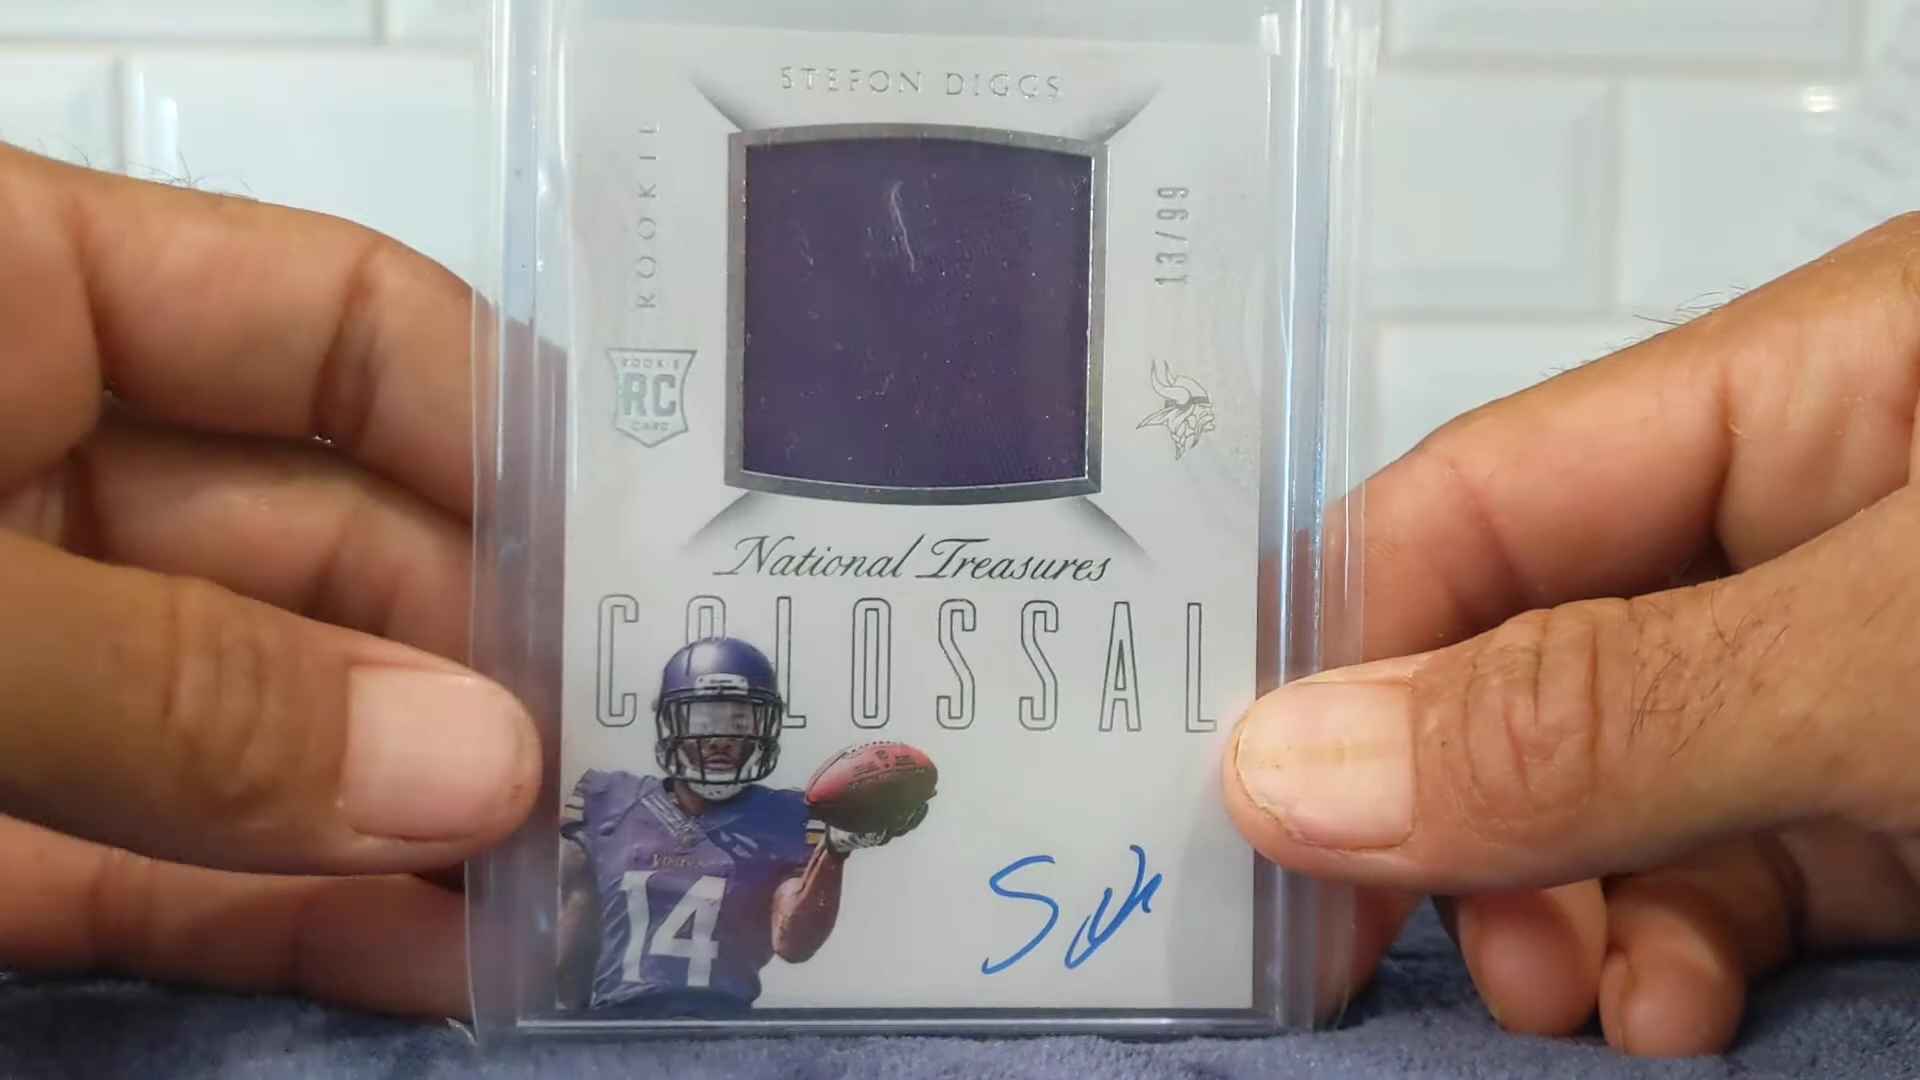 STEFON DIGGS
ROOKIE
13/99
ROOKIE
RC
CARD
National Treasures
COLOSSAL
14